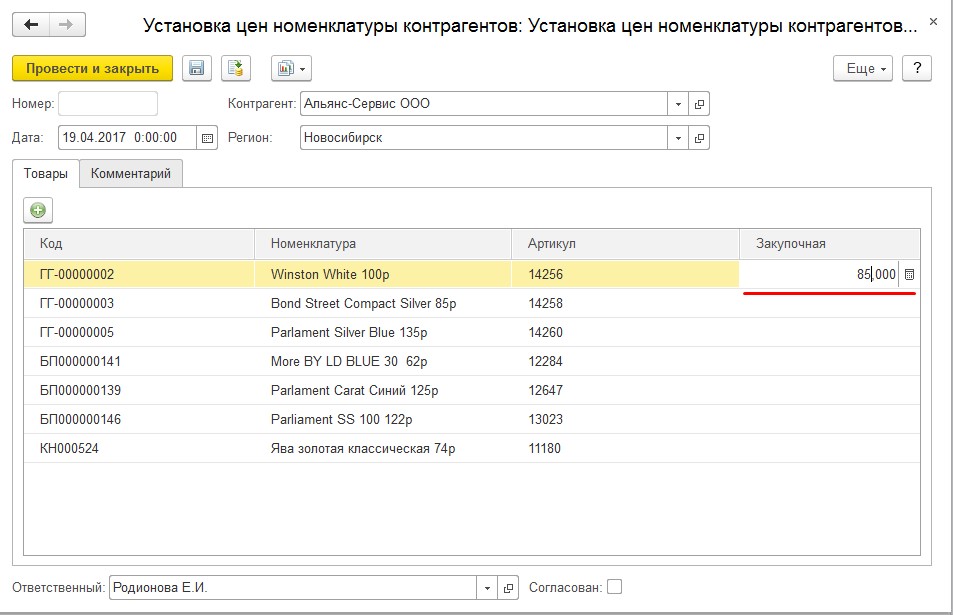 Установка цен номенклатуры контрагентов: Установка цен номенклатуры контрагентов...
Провести и закрыть Еще ?
Номер: Контрагент: Альянс-Сервис ООО
Дата: 19.04.2017 0:00:00 Регион: Новосибирск
Товары Комментарий
Код Номенклатура Артикул Закупочная
ГГ-00000002 Winston White 100р 14256 85,000
ГГ-00000003 Bond Street Compact Silver 85р 14258
ГГ-00000005 Parlament Silver Blue 135р 14260
БП000000141 More BY LD BLUE 30 62р 12284
БП000000139 Parlament Carat Синий 125р 12647
БП000000146 Parliament SS 100 122р 13023
КН000524 Ява золотая классическая 74р 11180
Ответственный: Родионова Е.И. Согласован: